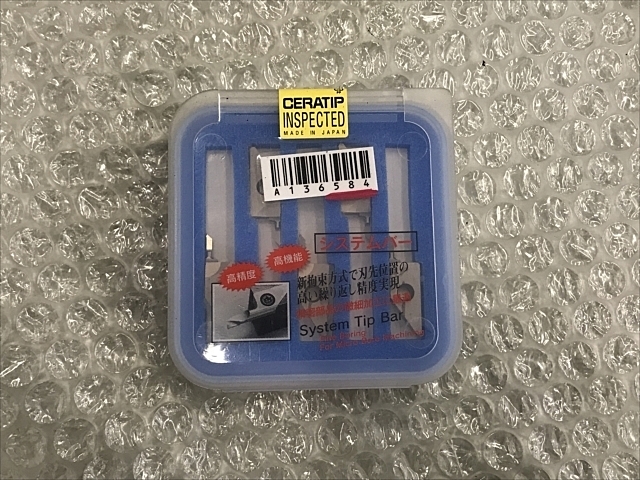 CERATIP
INSPECTED
MADE IN JAPAN
A136584
システムバー
高機能
高精度
新拘束方式で刃先位置の
高い繰り返し精度実現
System Tip Bar